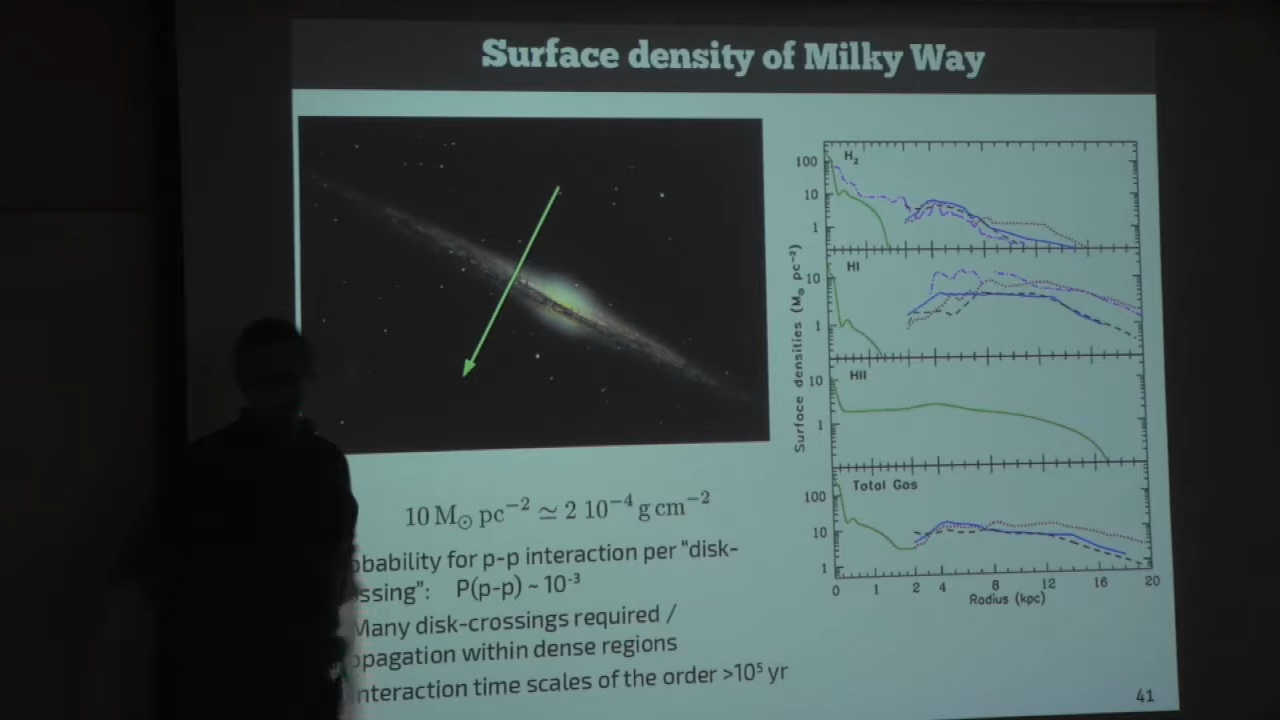 Surface density of Milky Way
H₂
100
10
1
HI
10
1
HII
10
1
Total Gas
100
10
1
0 1 2 4 8 12 16 20
Radius (kpc)
Surface densities (M⊙ pc⁻²)
10 M⊙ pc⁻² ≃ 2 10⁻⁴ g cm⁻²
obability for p-p interaction per "disk-
ssing": P(p-p) ~ 10⁻³
Many disk-crossings required /
opagation within dense regions
nteraction time scales of the order >10⁵ yr
41